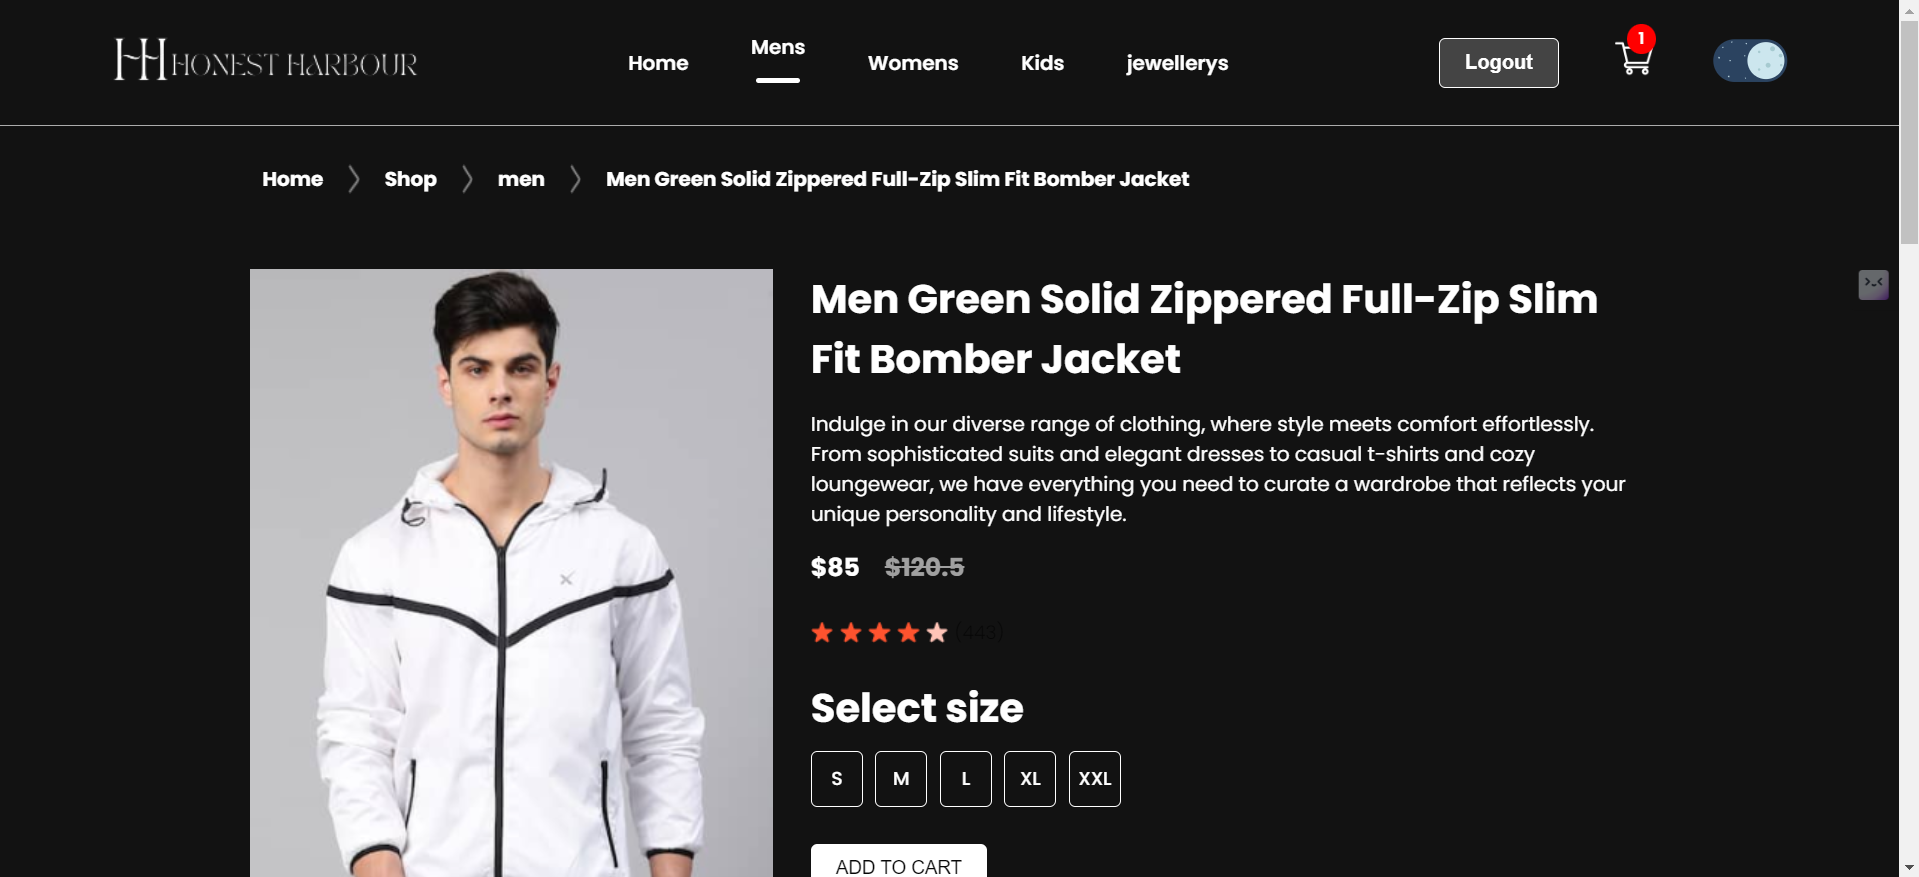 HONEST HARBOUR
Home
Mens
Womens
Kids
jewellerys
Logout
1
Home
Shop
men
Men Green Solid Zippered Full-Zip Slim Fit Bomber Jacket
Men Green Solid Zippered Full-Zip Slim
Fit Bomber Jacket
Indulge in our diverse range of clothing, where style meets comfort effortlessly.
From sophisticated suits and elegant dresses to casual t-shirts and cozy
loungewear, we have everything you need to curate a wardrobe that reflects your
unique personality and lifestyle.
$85 $120.5
(443)
Select size
S M L XL XXL
ADD TO CART